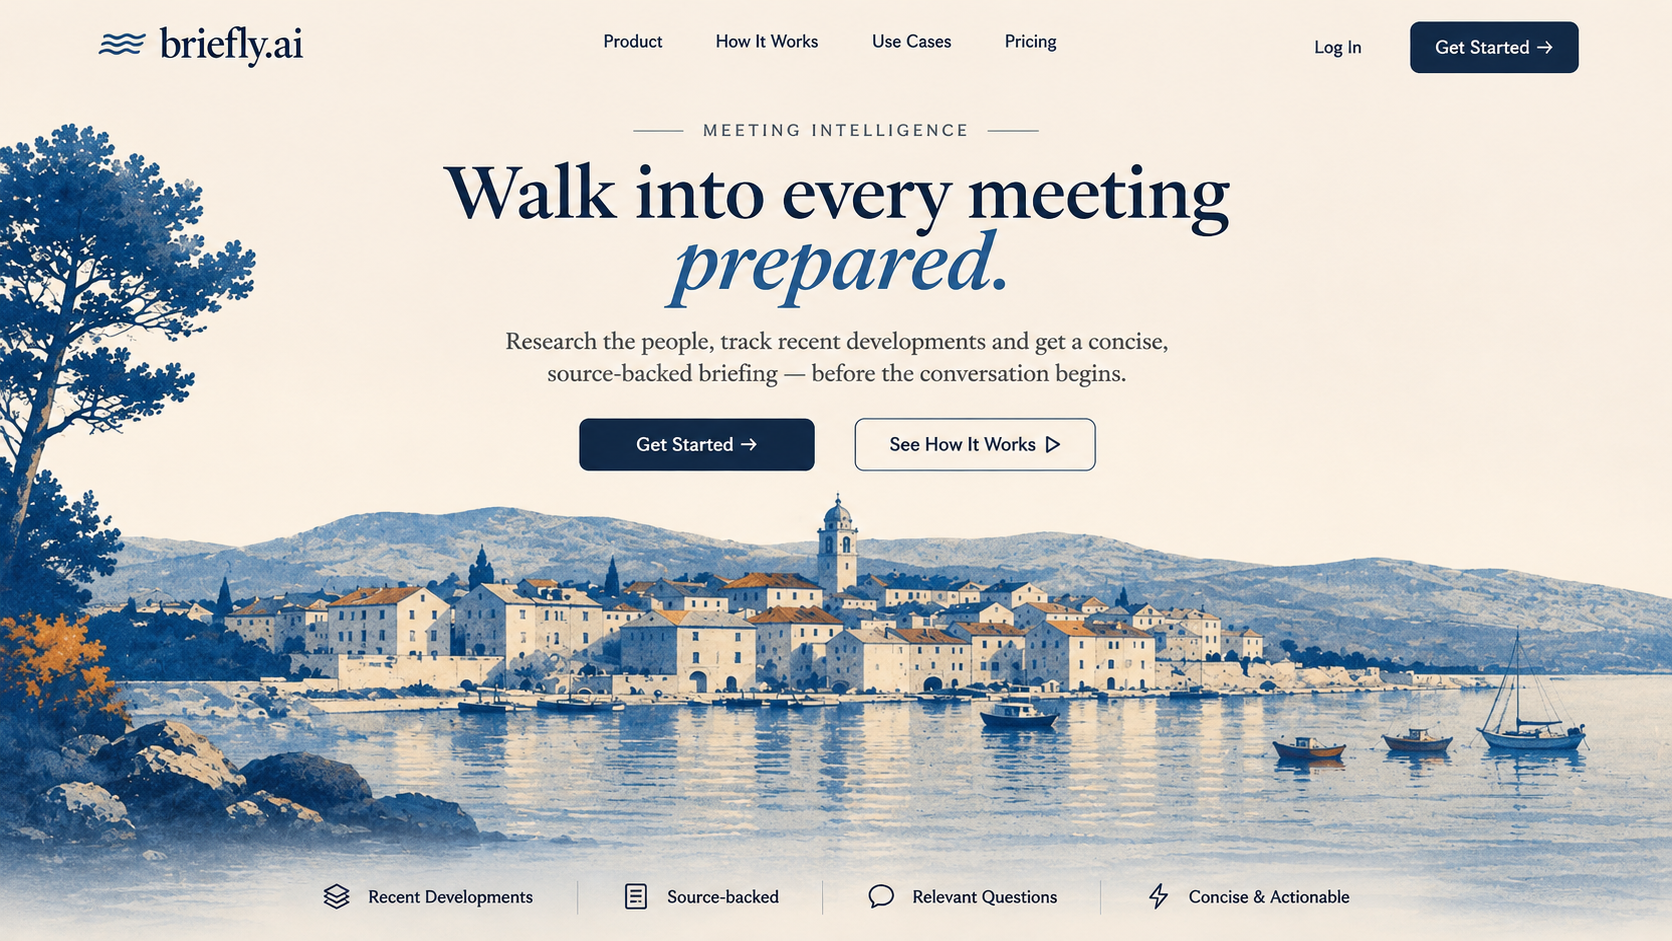 briefly.ai
Product
How It Works
Use Cases
Pricing
Log In
Get Started →
MEETING INTELLIGENCE
Walk into every meeting
prepared.
Research the people, track recent developments and get a concise,
source-backed briefing — before the conversation begins.
Get Started →
See How It Works
Recent Developments
Source-backed
Relevant Questions
Concise & Actionable